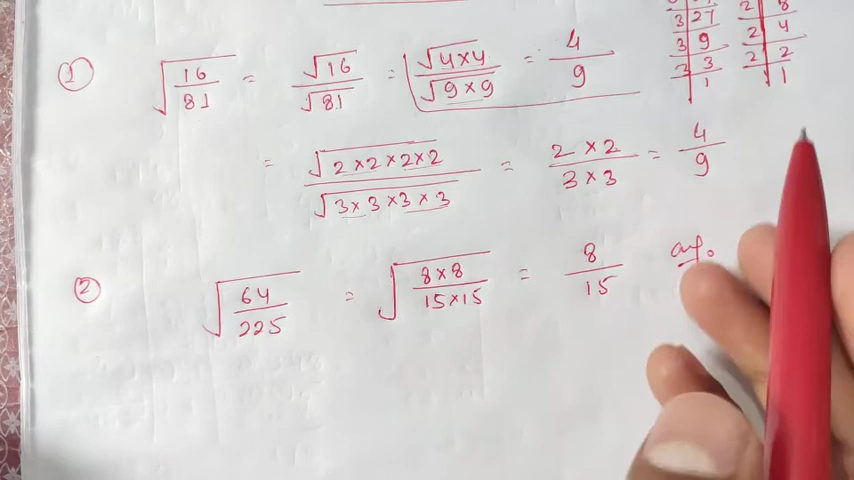 3 27 2 8
3 9 2 4
3 3 2 2
1 1
① √(16/81) = √16/√81 = √(4×4)/√(9×9) = 4/9
= √(2×2×2×2)/√(3×3×3×3) = (2×2)/(3×3) = 4/9
② √(64/225) = √((8×8)/(15×15)) = 8/15 ans.